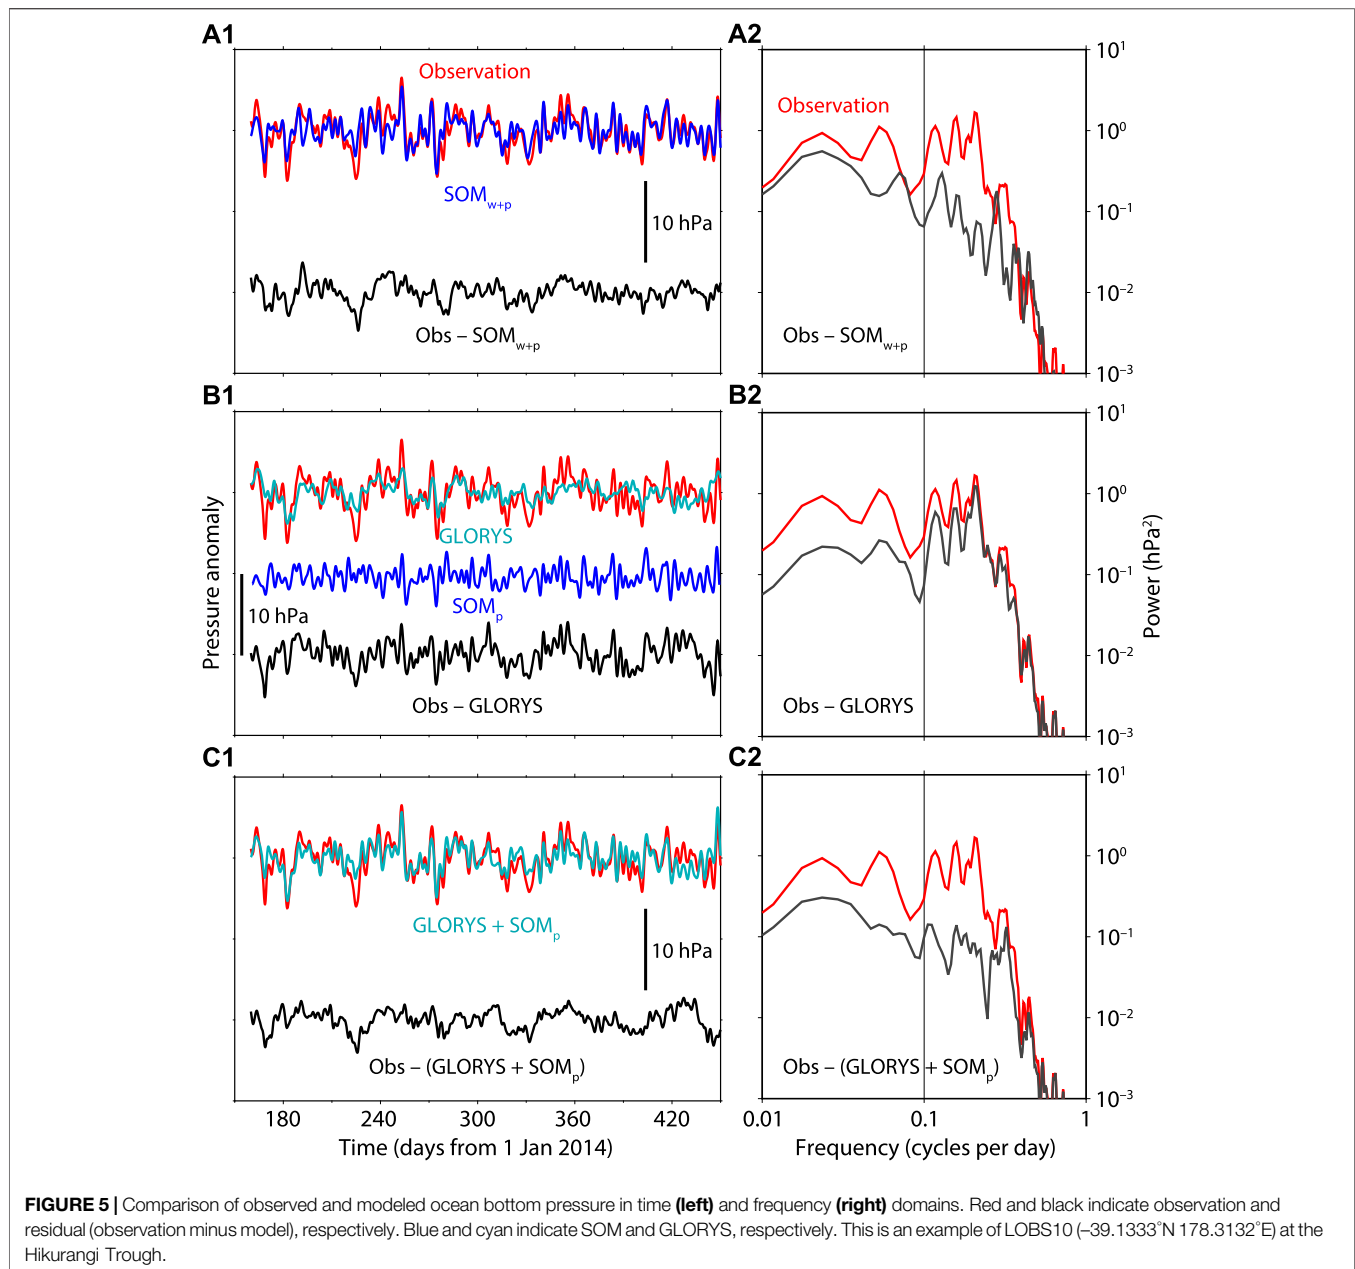 A1
Observation
SOMw+p
10 hPa
Obs – SOMw+p
A2
Observation
Obs – SOMw+p
10¹
10⁰
10⁻¹
10⁻²
10⁻³
B1
GLORYS
SOMp
10 hPa
Obs – GLORYS
Pressure anomaly
B2
Obs – GLORYS
10¹
10⁰
10⁻¹
10⁻²
10⁻³
Power (hPa²)
C1
GLORYS + SOMp
10 hPa
Obs – (GLORYS + SOMp)
180 240 300 360 420
Time (days from 1 Jan 2014)
C2
Obs – (GLORYS + SOMp)
10¹
10⁰
10⁻¹
10⁻²
10⁻³
0.01 0.1 1
Frequency (cycles per day)
FIGURE 5 | Comparison of observed and modeled ocean bottom pressure in time (left) and frequency (right) domains. Red and black indicate observation and
residual (observation minus model), respectively. Blue and cyan indicate SOM and GLORYS, respectively. This is an example of LOBS10 (–39.1333°N 178.3132°E) at the
Hikurangi Trough.